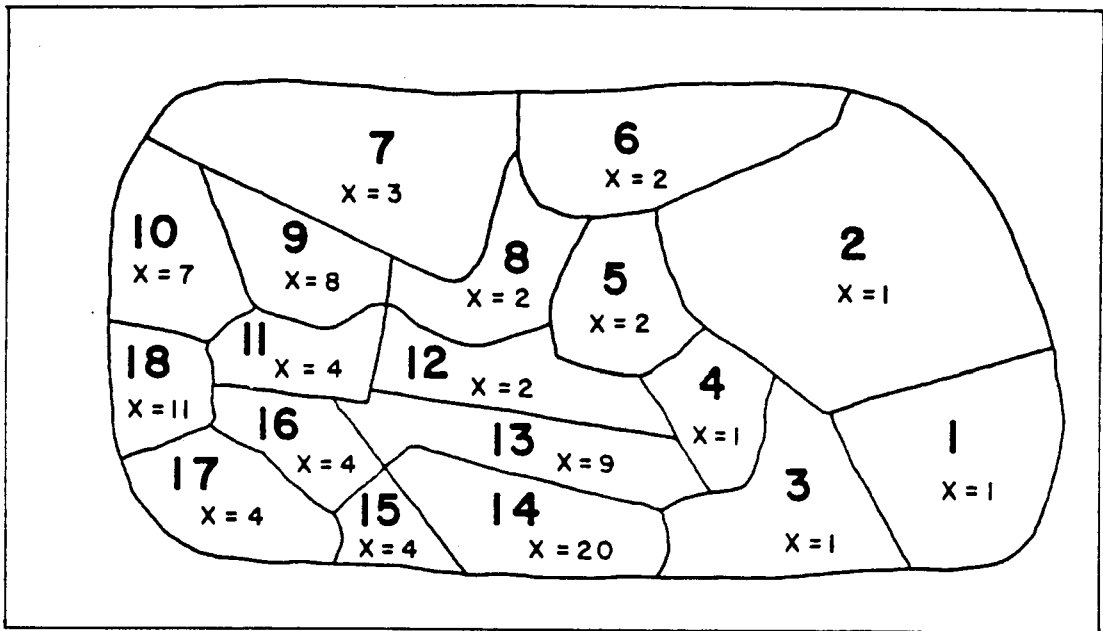 7
X = 3
6
X = 2
10
X = 7
9
X = 8
8
X = 2
5
X = 2
2
X = 1
18
X = 11
11
X = 4
12
X = 2
4
X = 1
16
X = 4
13
X = 9
1
X = 1
17
X = 4
15
X = 4
14
X = 20
3
X = 1